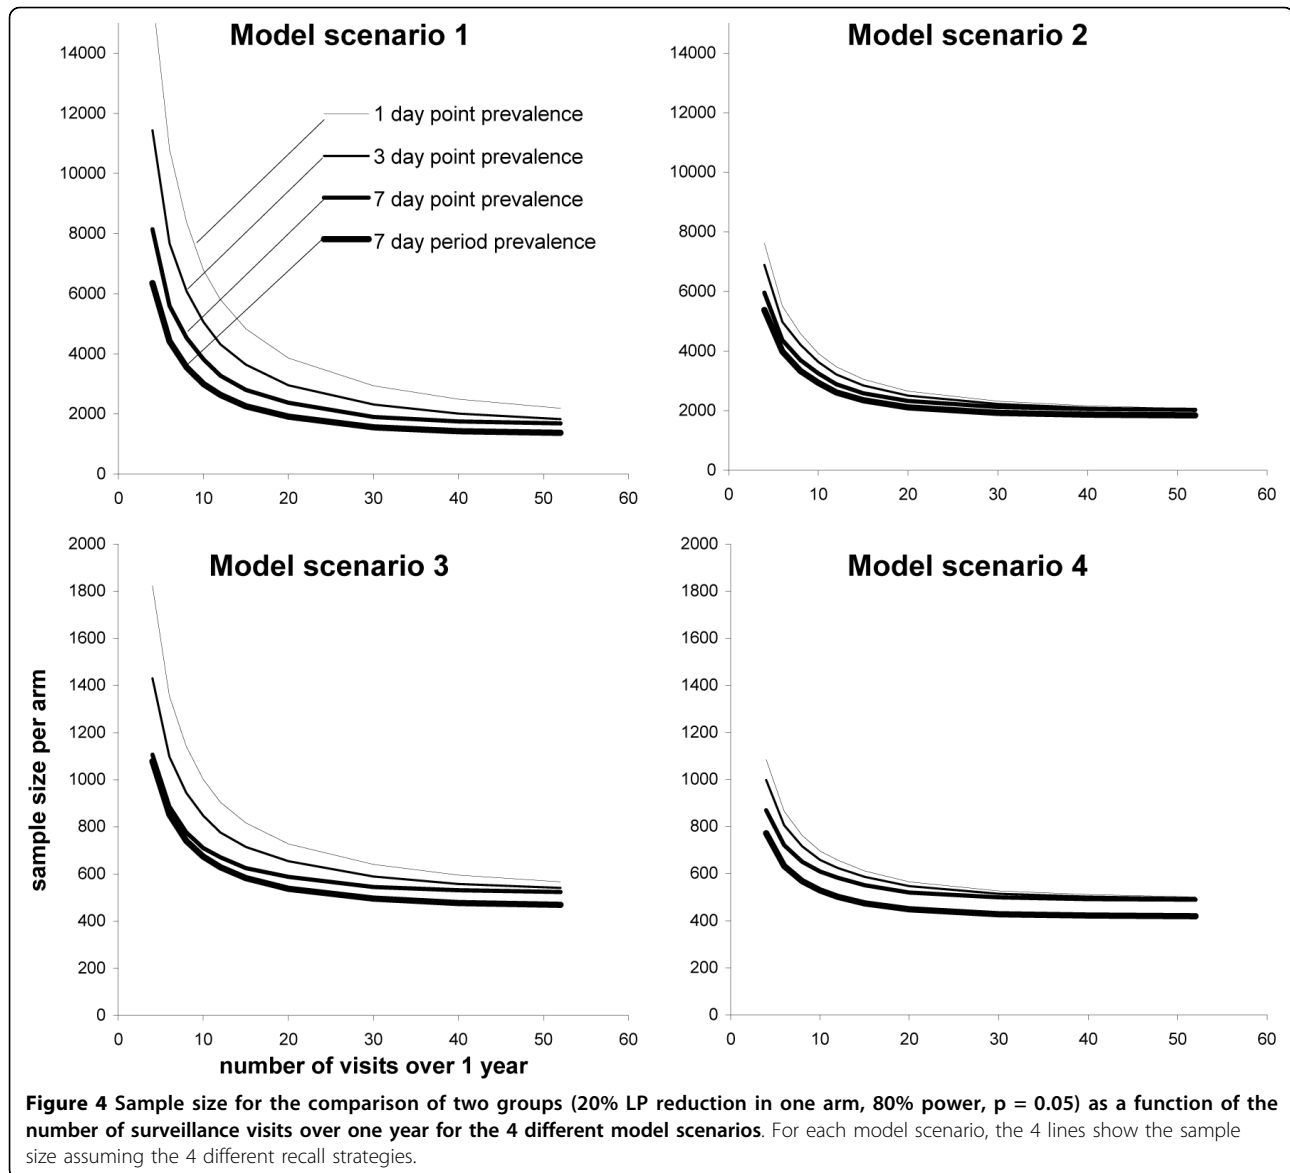 Model scenario 1
14000
12000
10000
8000
6000
4000
2000
0
0 10 20 30 40 50 60
1 day point prevalence
3 day point prevalence
7 day point prevalence
7 day period prevalence
Model scenario 2
14000
12000
10000
8000
6000
4000
2000
0
0 10 20 30 40 50 60
Model scenario 3
2000
1800
1600
1400
1200
1000
800
600
400
200
0
0 10 20 30 40 50 60
sample size per arm
number of visits over 1 year
Model scenario 4
2000
1800
1600
1400
1200
1000
800
600
400
200
0
0 10 20 30 40 50 60
Figure 4 Sample size for the comparison of two groups (20% LP reduction in one arm, 80% power, p = 0.05) as a function of the
number of surveillance visits over one year for the 4 different model scenarios. For each model scenario, the 4 lines show the sample
size assuming the 4 different recall strategies.